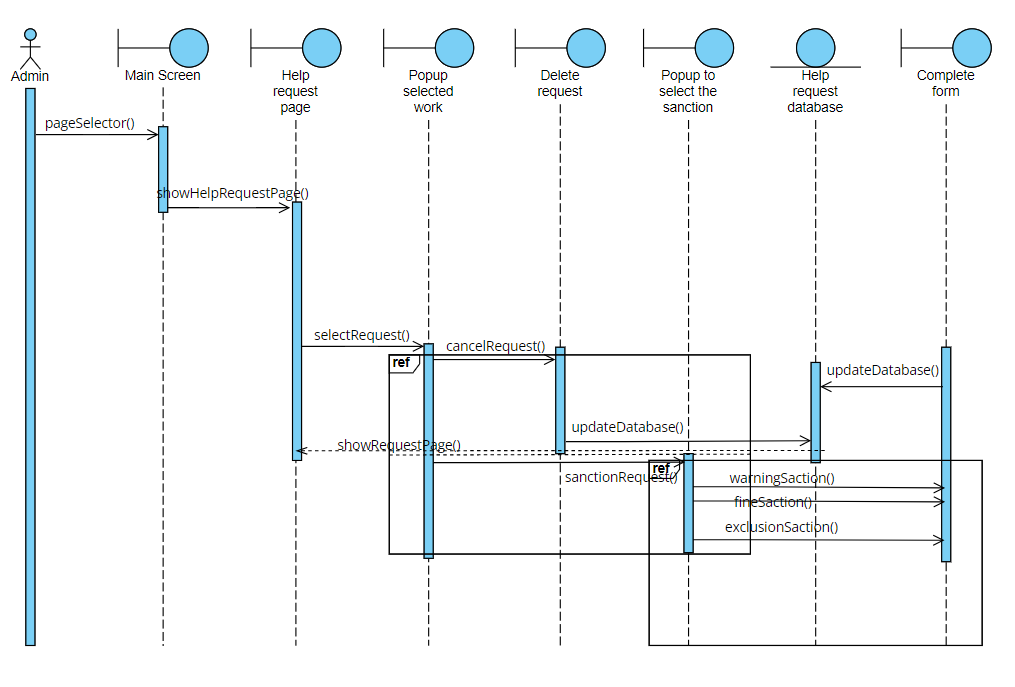 Admin
Main Screen
Help
request
page
Popup
selected
work
Delete
request
Popup to
select the
sanction
Help
request
database
Complete
form
pageSelector()
showHelpRequestPage()
selectRequest()
cancelRequest()
ref
updateDatabase()
updateDatabase()
showRequestPage()
ref
sanctionRequest()
warningSaction()
fineSaction()
exclusionSaction()